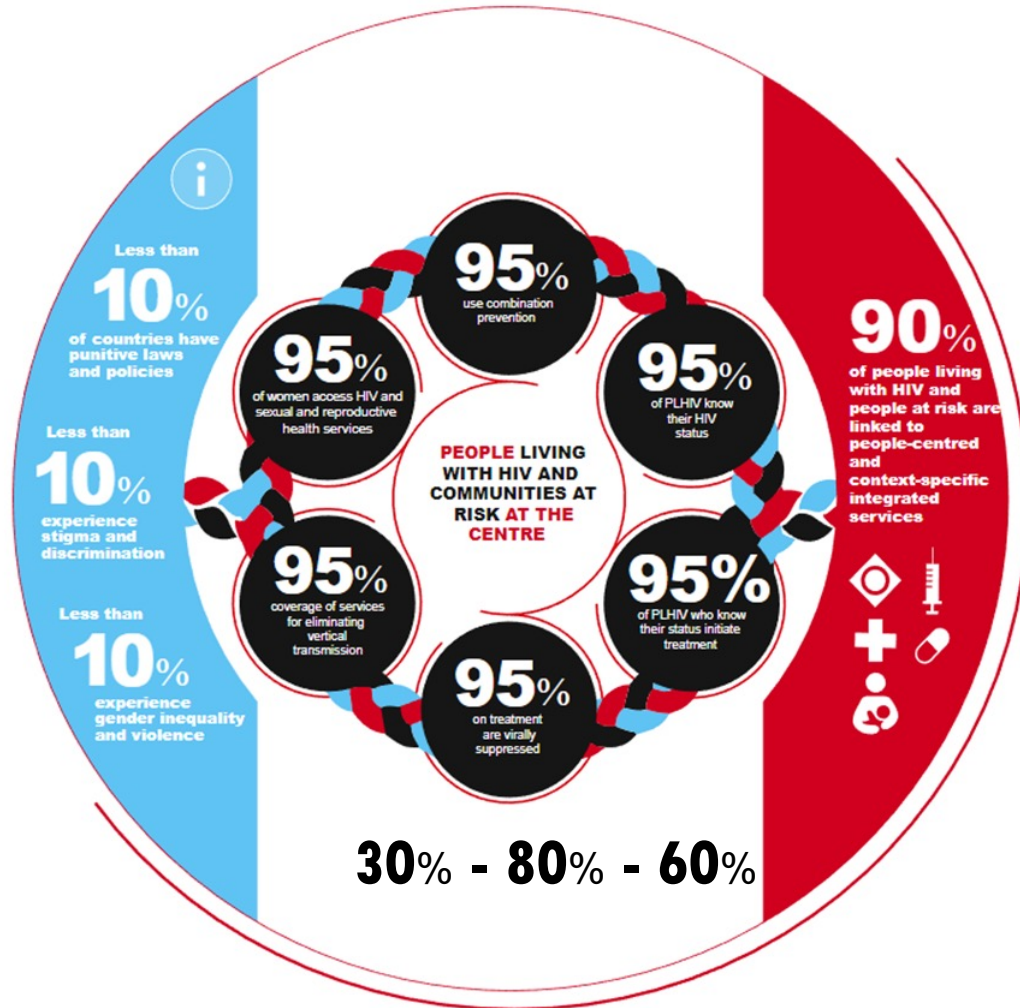 i
Less than
10%
of countries have
punitive laws
and policies
Less than
10%
experience
stigma and
discrimination
Less than
10%
experience
gender inequality
and violence
95%
use combination
prevention
95%
of women access HIV and
sexual and reproductive
health services
95%
of PLHIV know
their HIV
status
PEOPLE LIVING
WITH HIV AND
COMMUNITIES AT
RISK AT THE
CENTRE
95%
coverage of services
for eliminating
vertical
transmission
95%
of PLHIV who know
their status initiate
treatment
95%
on treatment
are virally
suppressed
30% - 80% - 60%
90%
of people living
with HIV and
people at risk are
linked to
people-centred
and
context-specific
integrated
services